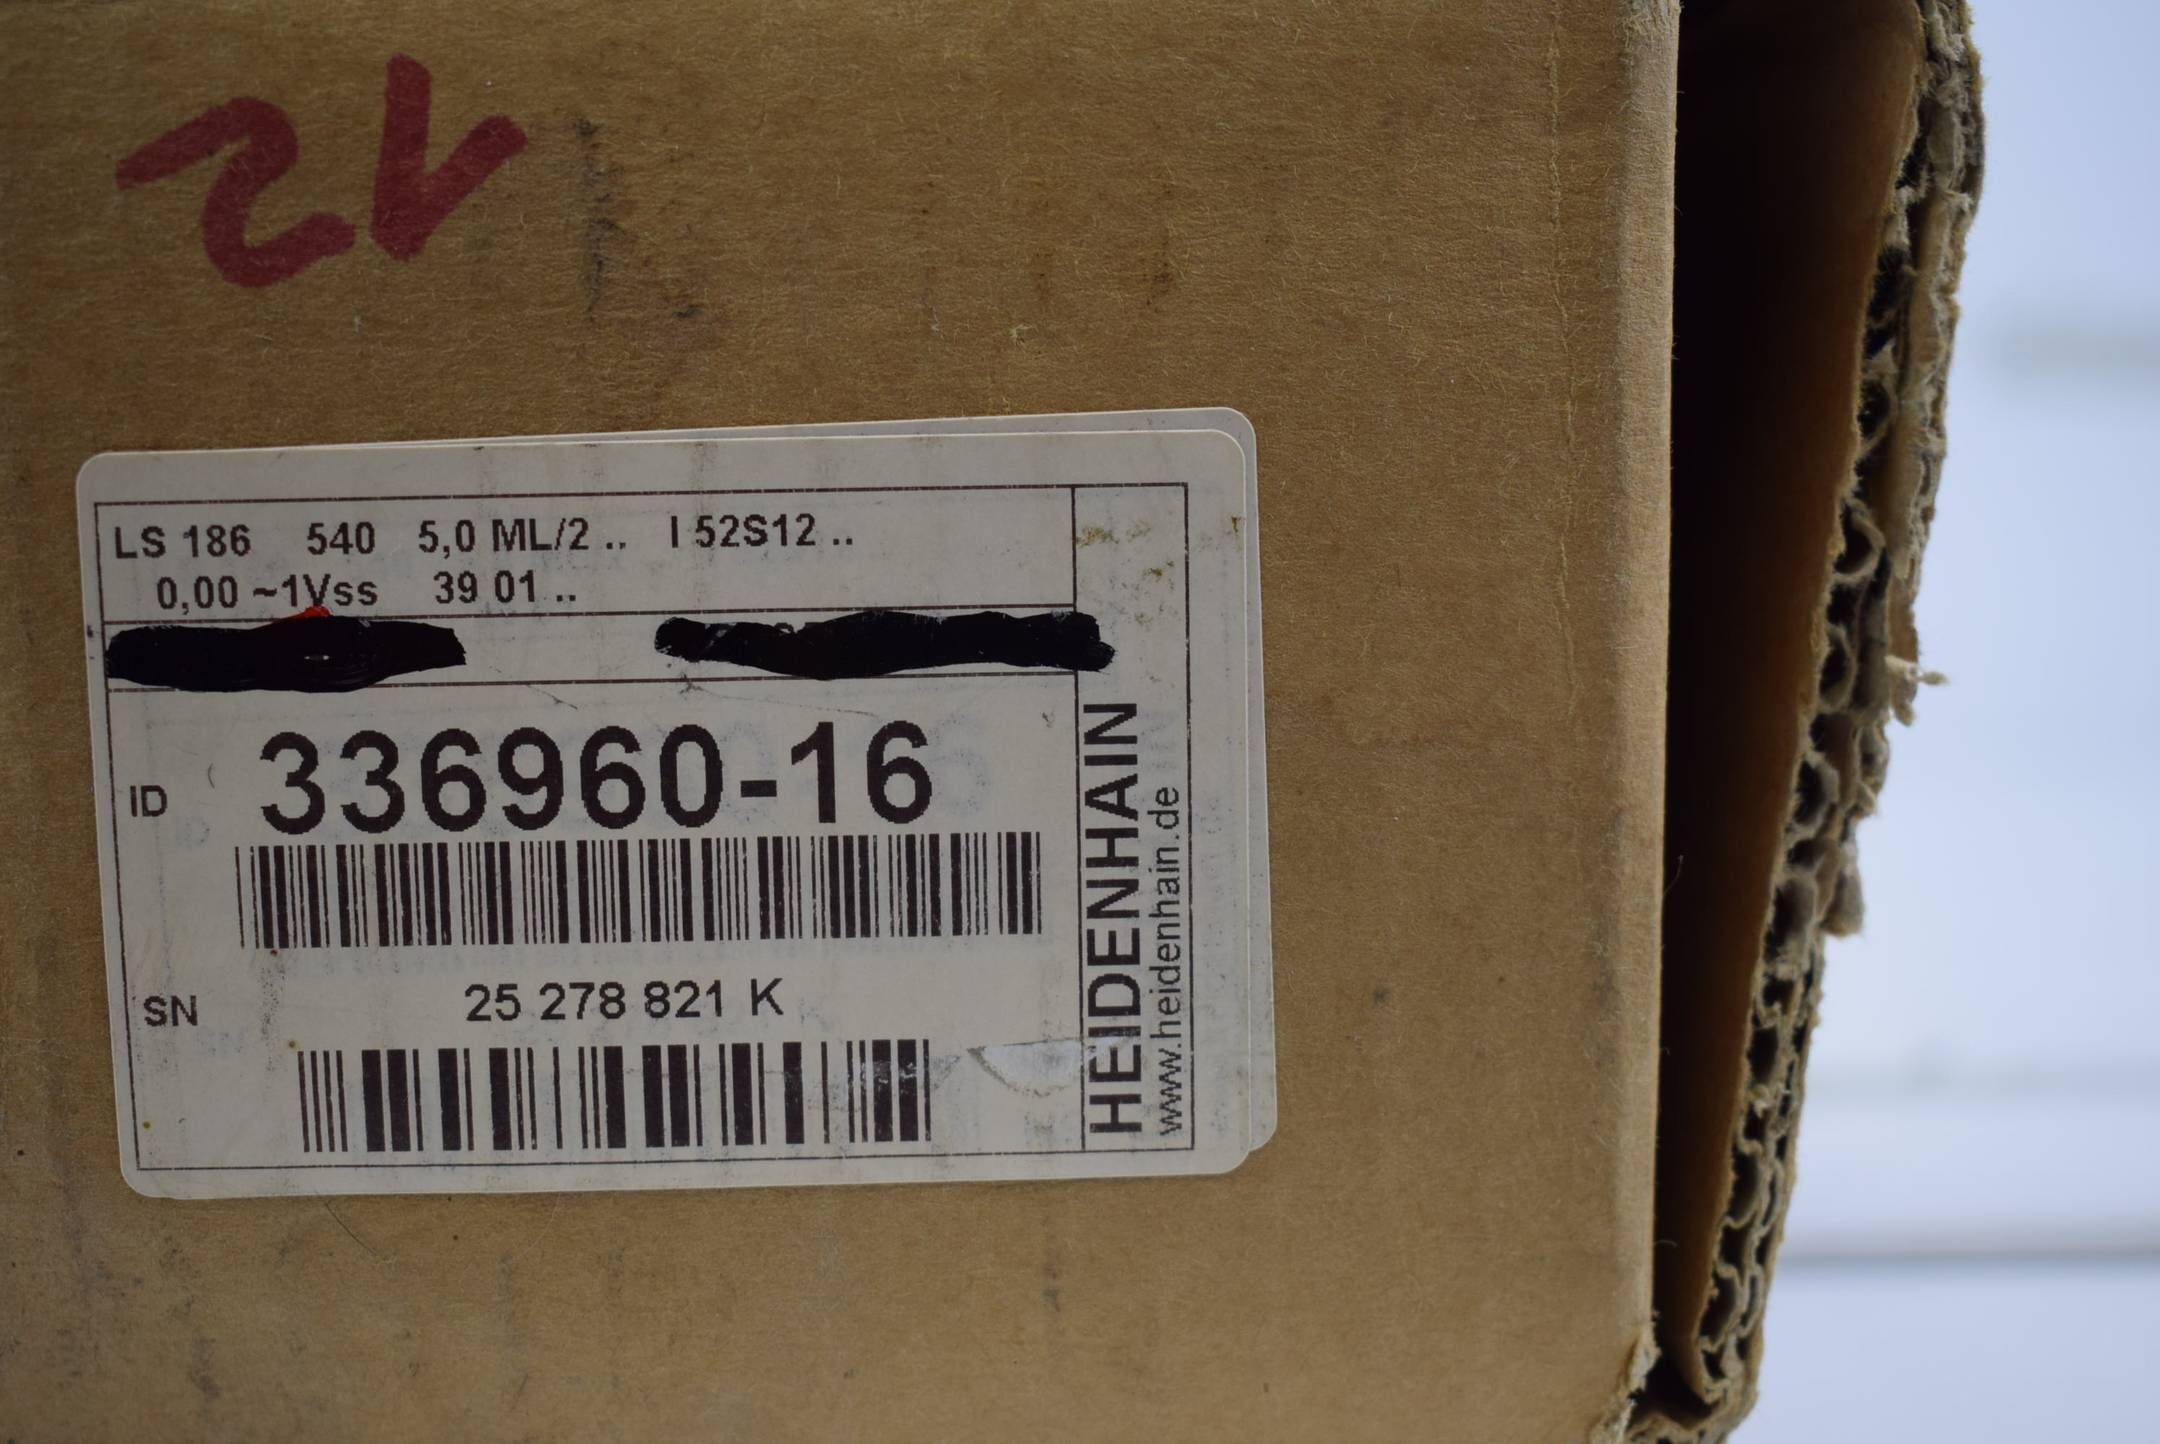 12
LS 186 540 5,0 ML/2 .. I 52S12 ..
0,00 ~1Vss 39 01 ..
ID 336960-16
SN 25 278 821 K
HEIDENHAIN
www.heidenhain.de